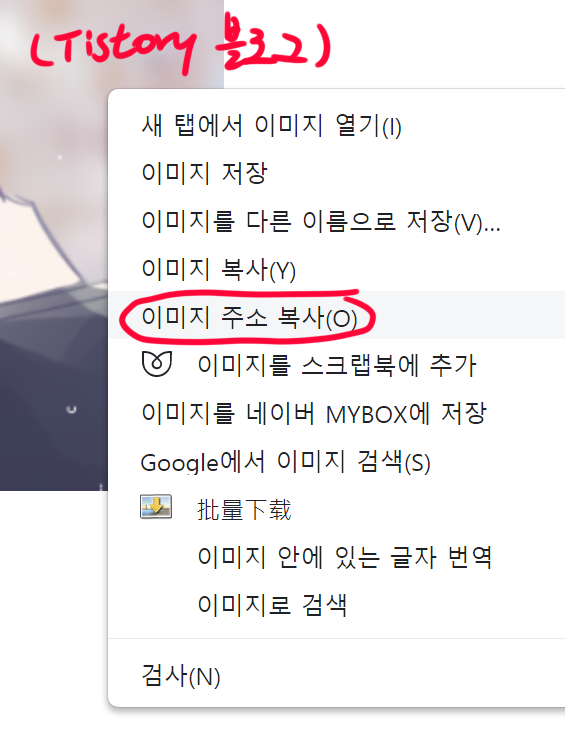 (Tistory 블로그)
새 탭에서 이미지 열기(I)
이미지 저장
이미지를 다른 이름으로 저장(V)...
이미지 복사(Y)
이미지 주소 복사(O)
이미지를 스크랩북에 추가
이미지를 네이버 MYBOX에 저장
Google에서 이미지 검색(S)
批量下载
이미지 안에 있는 글자 번역
이미지로 검색
검사(N)